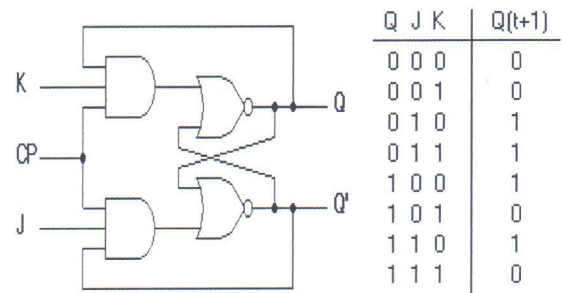 Q J K Q(t+1)
0 0 0 0
0 0 1 0
0 1 0 1
0 1 1 1
1 0 0 1
1 0 1 0
1 1 0 1
1 1 1 0
K
Q
CP
J
Q'